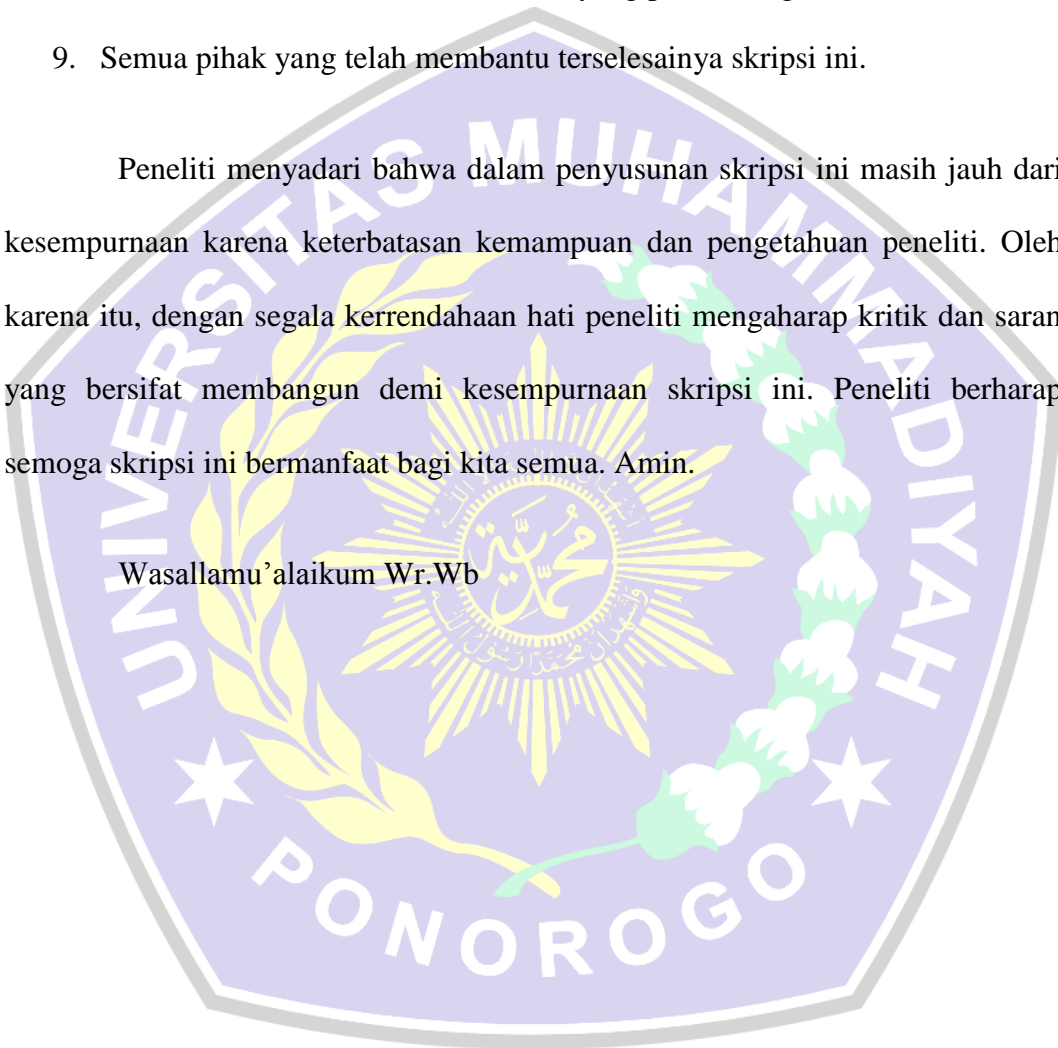 9. Semua pihak yang telah membantu terselesainya skripsi ini.
Peneliti menyadari bahwa dalam penyusunan skripsi ini masih jauh dari
kesempurnaan karena keterbatasan kemampuan dan pengetahuan peneliti. Oleh
karena itu, dengan segala kerrendahaan hati peneliti mengaharap kritik dan saran
yang bersifat membangun demi kesempurnaan skripsi ini. Peneliti berharap
semoga skripsi ini bermanfaat bagi kita semua. Amin.
Wasallamu’alaikum Wr.Wb
UNIVERSITAS MUHAMMADIYAH
PONOROGO
محمدية